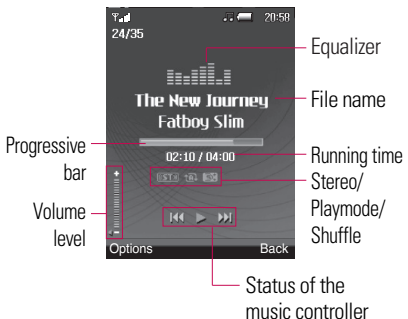 20:58
24/35
Equalizer
The New Journey
File name
Fatboy Slim
Progressive
bar
02:10 / 04:00
Running time
Stereo/
Playmode/
Shuffle
Volume
level
Options
Back
Status of the
music controller